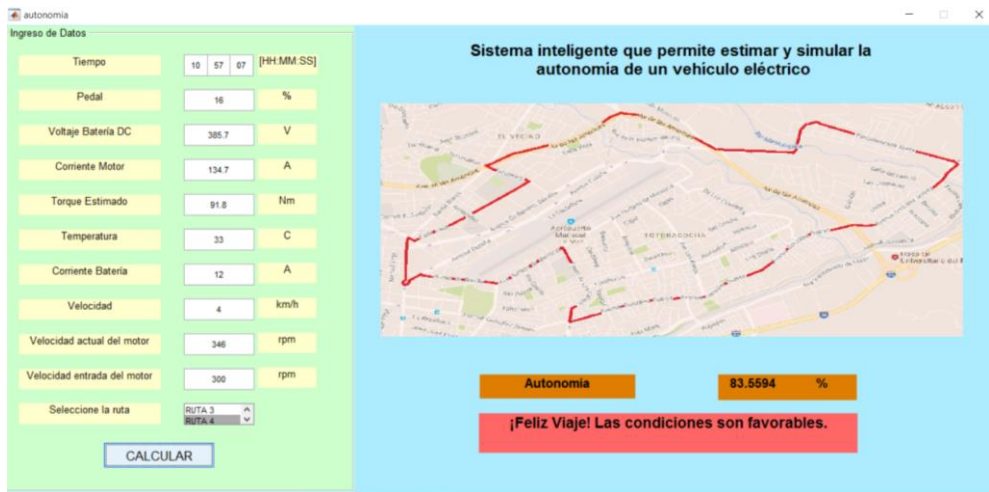 autonomia
Ingreso de Datos
Tiempo 10 57 07 [HH:MM:SS]
Pedal 16 %
Voltaje Batería DC 385.7 V
Corriente Motor 134.7 A
Torque Estimado 91.8 Nm
Temperatura 33 C
Corriente Batería 12 A
Velocidad 4 km/h
Velocidad actual del motor 346 rpm
Velocidad entrada del motor 300 rpm
Seleccione la ruta RUTA 3
RUTA 4
CALCULAR
Sistema inteligente que permite estimar y simular la
autonomía de un vehículo eléctrico
EL VECINO
TOTORACOCHA
Autonomia 83.5594 %
¡Feliz Viaje! Las condiciones son favorables.